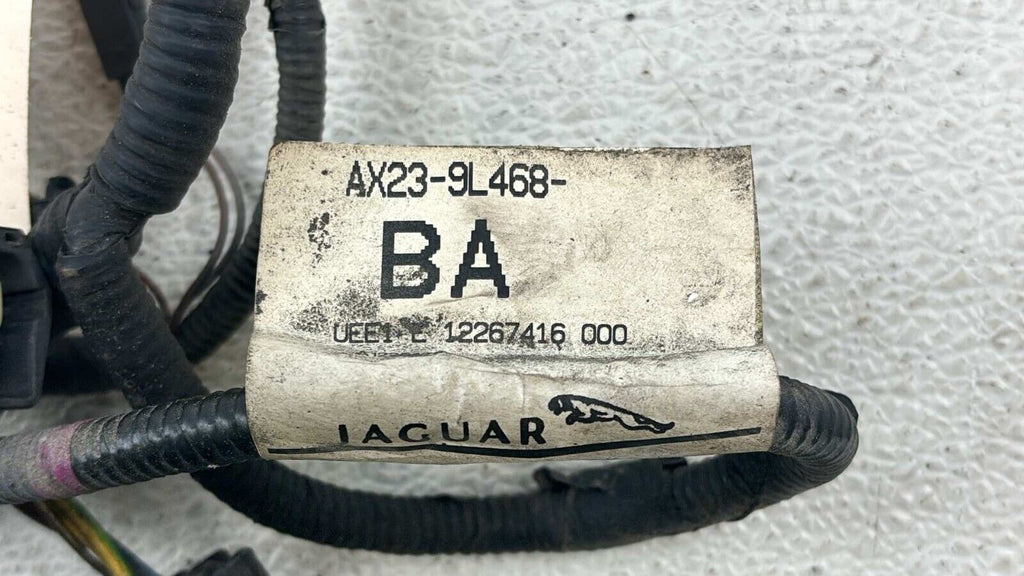 AX23-9L468-
BA
UEE1 E 12267416 000
JAGUAR